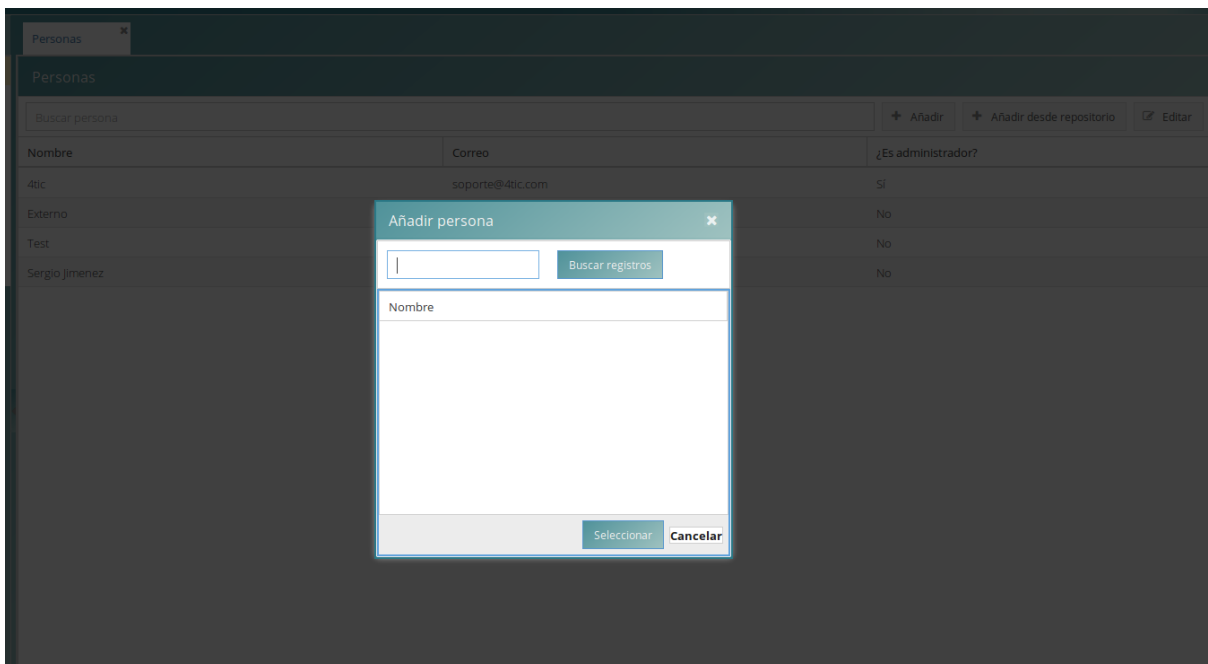 Personas
Personas
Buscar persona
Añadir
Añadir desde repositorio
Editar
Nombre Correo ¿Es administrador?
4tic soporte@4tic.com Sí
Externo No
Test No
Sergio Jimenez No
Añadir persona
Buscar registros
Nombre
Seleccionar Cancelar